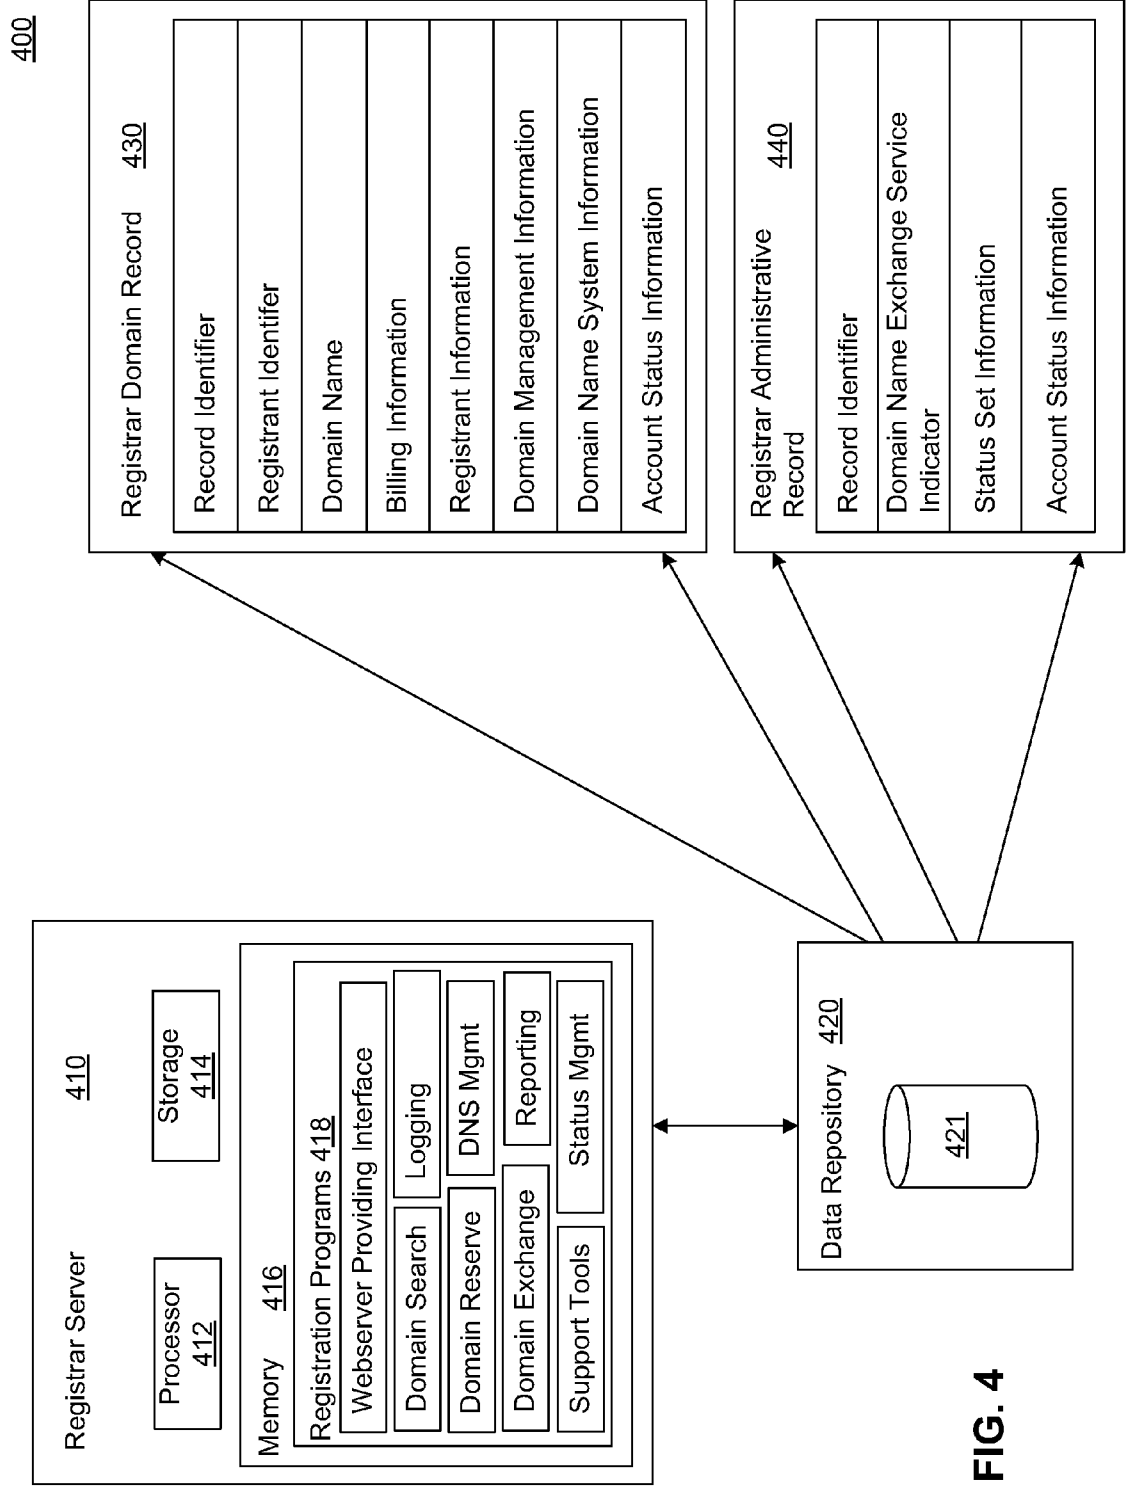 400
Registrar Server 410
Processor
412
Storage
414
Memory 416
Registration Programs 418
Webserver Providing Interface
Domain Search
Logging
Domain Reserve
DNS Mgmt
Domain Exchange
Reporting
Support Tools
Status Mgmt
Data Repository 420
421
Registrar Domain Record 430
Record Identifier
Registrant Identifer
Domain Name
Billing Information
Registrant Information
Domain Management Information
Domain Name System Information
Account Status Information
Registrar Administrative
Record 440
Record Identifier
Domain Name Exchange Service
Indicator
Status Set Information
Account Status Information
FIG. 4